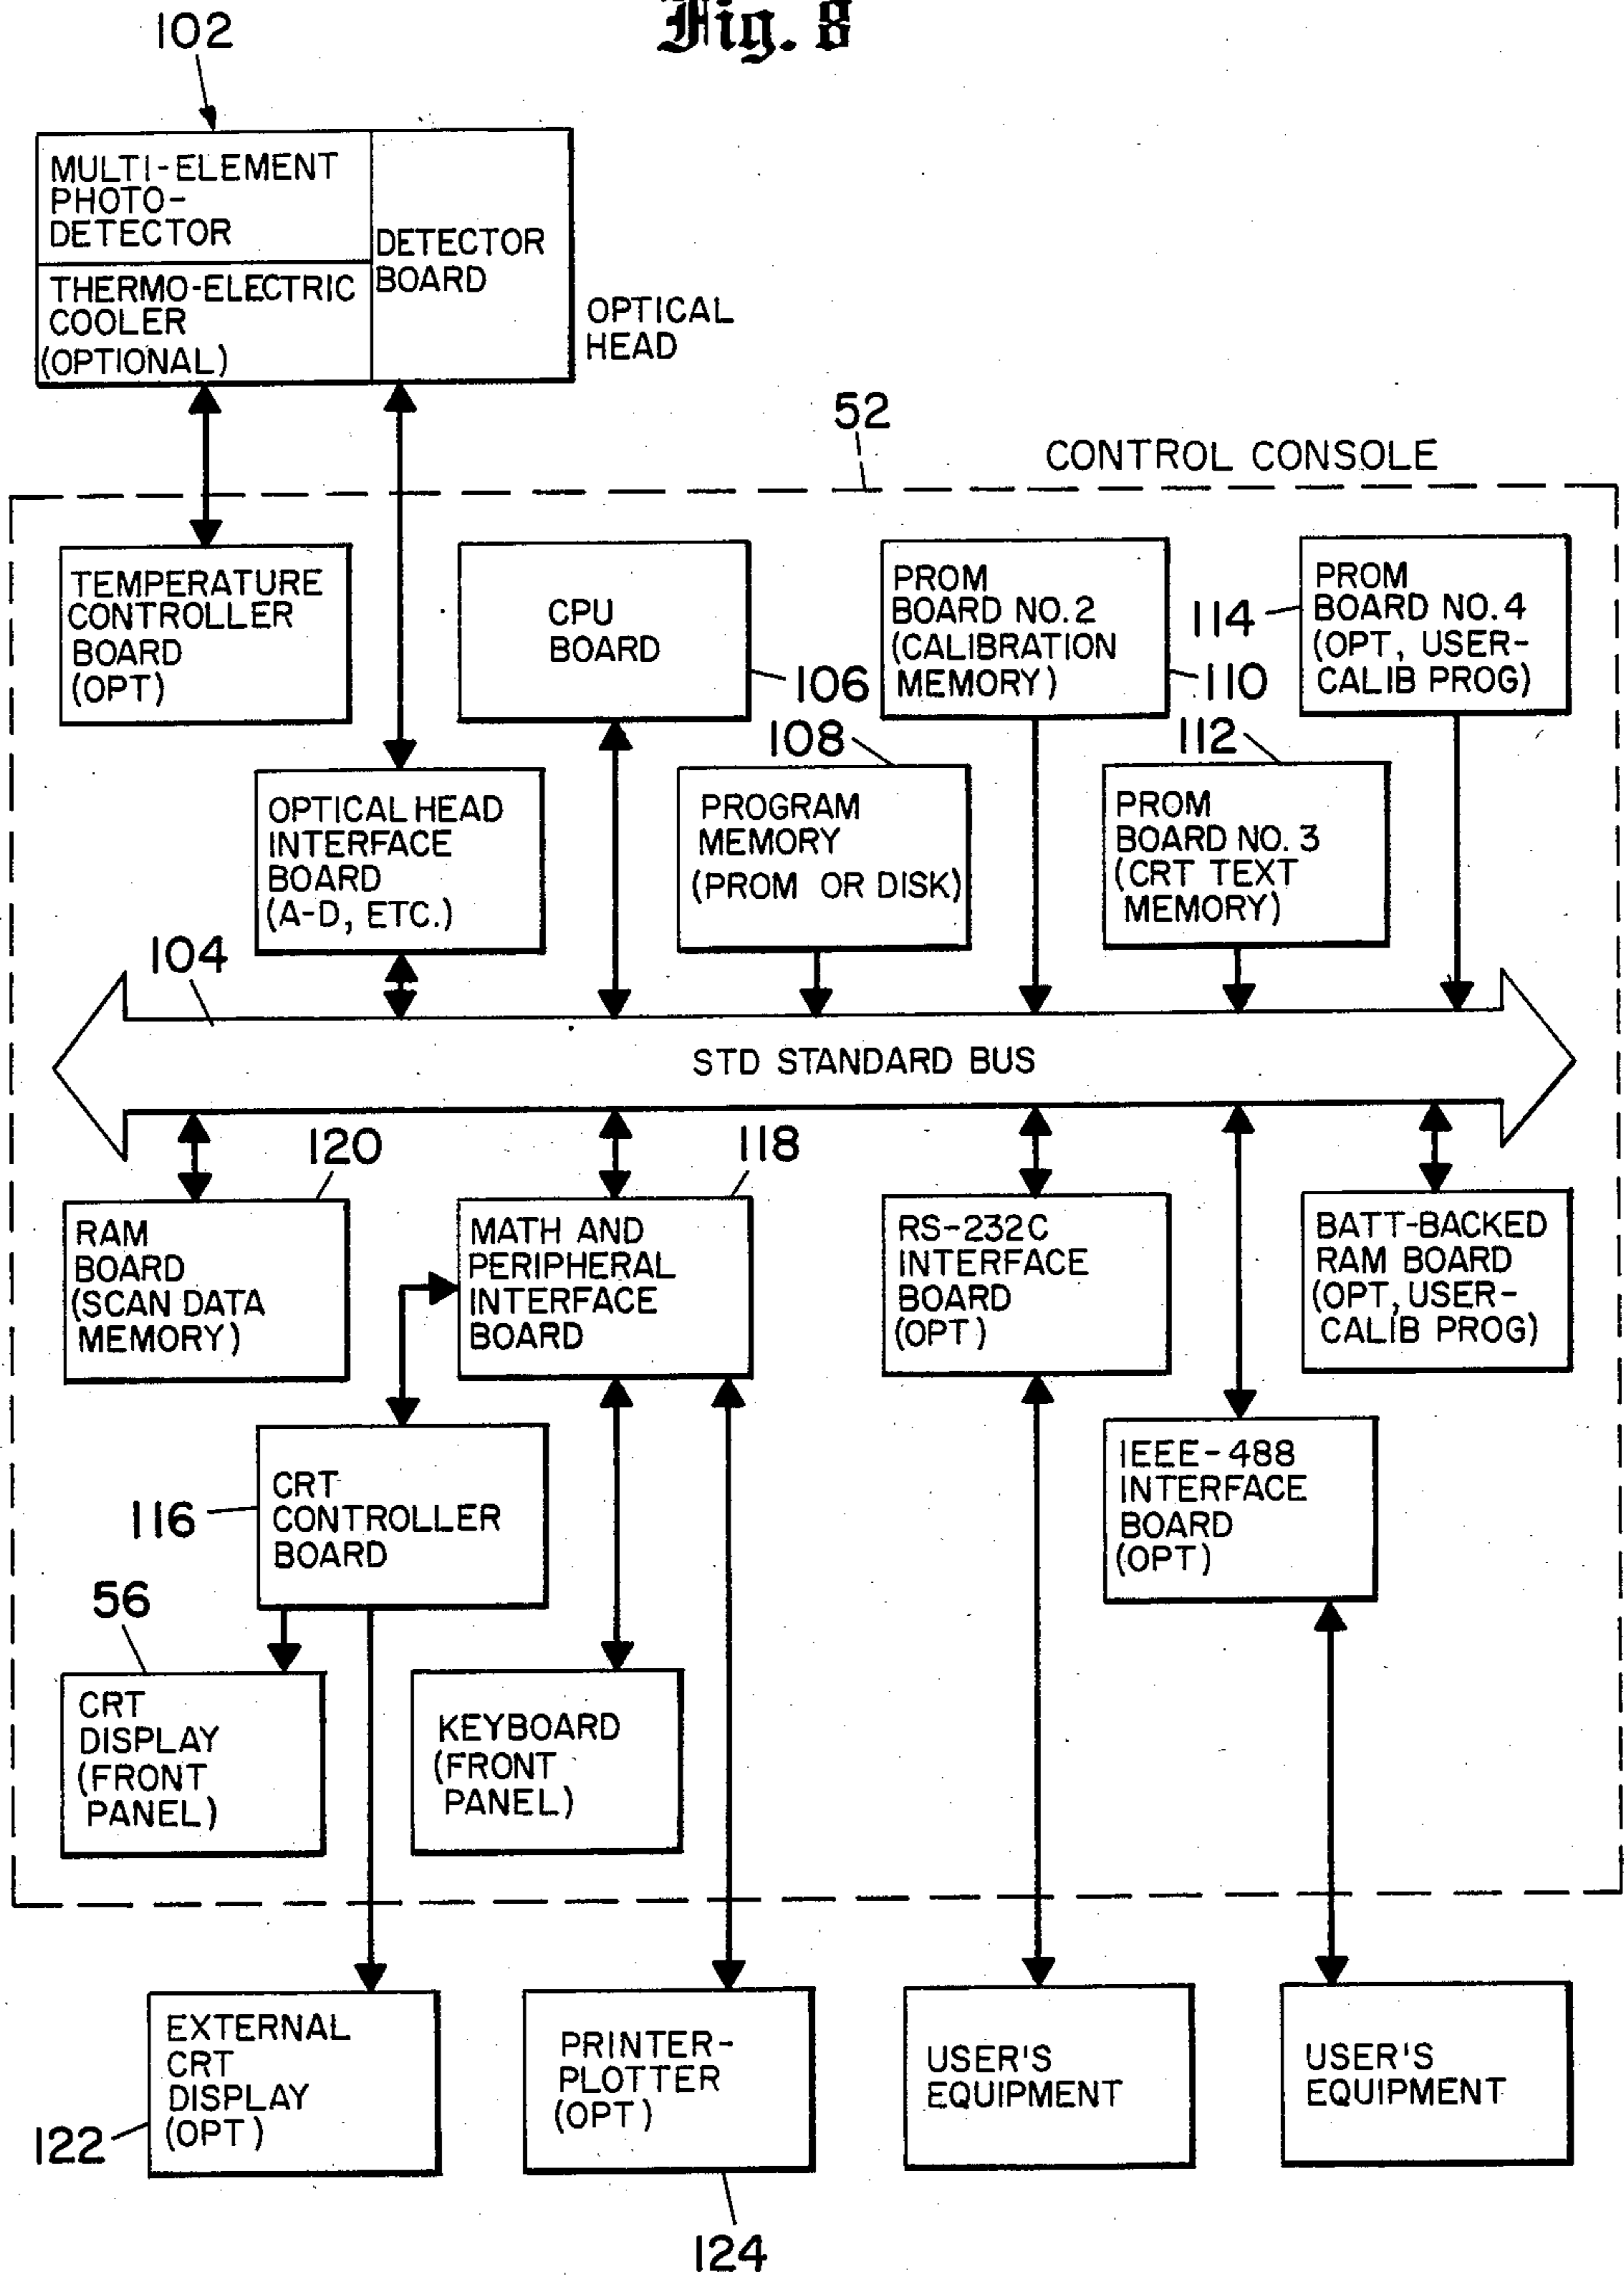 Fig. 8
102
MULTI-ELEMENT
PHOTO-
DETECTOR
THERMO-ELECTRIC
COOLER
(OPTIONAL)
DETECTOR
BOARD
OPTICAL
HEAD
52
CONTROL CONSOLE
TEMPERATURE
CONTROLLER
BOARD
(OPT)
CPU
BOARD
106
PROM
BOARD NO. 2
(CALIBRATION
MEMORY)
110
114
PROM
BOARD NO. 4
(OPT, USER-
CALIB PROG)
OPTICAL HEAD
INTERFACE
BOARD
(A-D, ETC.)
108
PROGRAM
MEMORY
(PROM OR DISK)
112
PROM
BOARD NO. 3
(CRT TEXT
MEMORY)
104
STD STANDARD BUS
120
RAM
BOARD
(SCAN DATA
MEMORY)
118
MATH AND
PERIPHERAL
INTERFACE
BOARD
RS-232C
INTERFACE
BOARD
(OPT)
BATT-BACKED
RAM BOARD
(OPT, USER-
CALIB PROG)
116
CRT
CONTROLLER
BOARD
IEEE-488
INTERFACE
BOARD
(OPT)
56
CRT
DISPLAY
(FRONT
PANEL)
KEYBOARD
(FRONT
PANEL)
122
EXTERNAL
CRT
DISPLAY
(OPT)
PRINTER-
PLOTTER
(OPT)
124
USER'S
EQUIPMENT
USER'S
EQUIPMENT